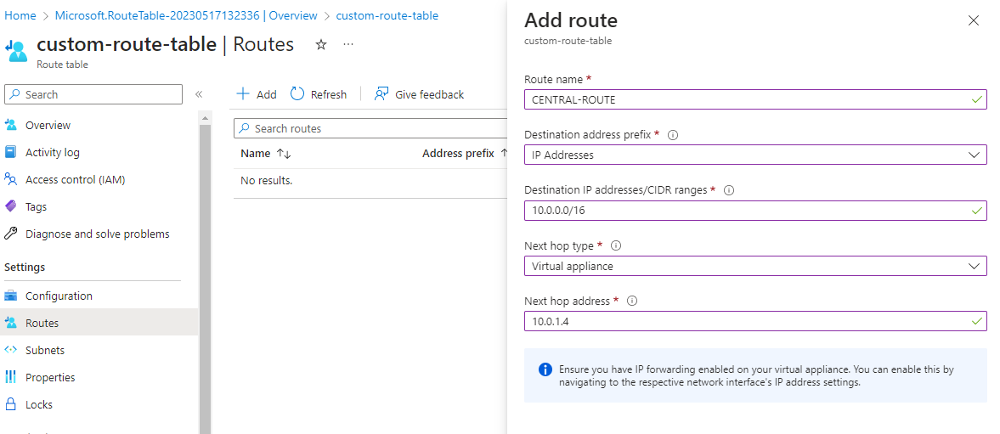 Home > Microsoft.RouteTable-20230517132336 | Overview > custom-route-table
custom-route-table | Routes
Route table
Search
Overview
Activity log
Access control (IAM)
Tags
Diagnose and solve problems
Settings
Configuration
Routes
Subnets
Properties
Locks
Add Refresh Give feedback
Search routes
Name Address prefix
No results.
Add route
custom-route-table
Route name *
CENTRAL-ROUTE
Destination address prefix *
IP Addresses
Destination IP addresses/CIDR ranges *
10.0.0.0/16
Next hop type *
Virtual appliance
Next hop address *
10.0.1.4
Ensure you have IP forwarding enabled on your virtual appliance. You can enable this by
navigating to the respective network interface's IP address settings.